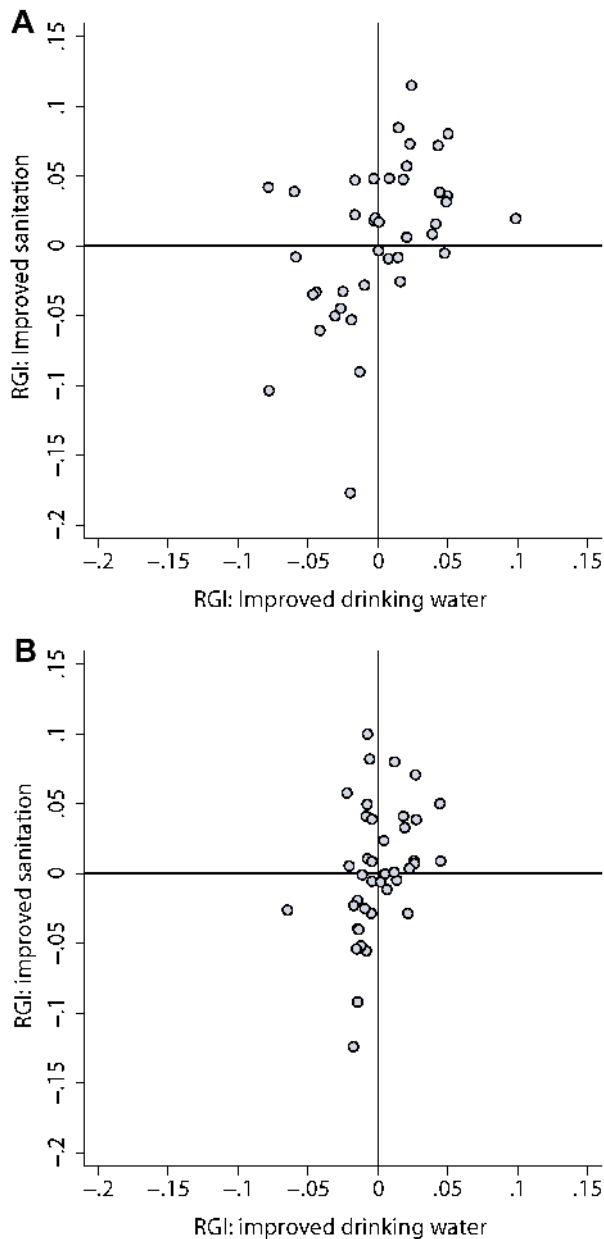 A
.15
.1
.05
0
−.05
−.1
−.15
−.2
RGI: Improved sanitation
−.2 −.15 −.1 −.05 0 .05 .1 .15
RGI: Improved drinking water
B
.15
.1
.05
0
−.05
−.1
−.15
−.2
RGI: improved sanitation
−.2 −.15 −.1 −.05 0 .05 .1 .15
RGI: improved drinking water